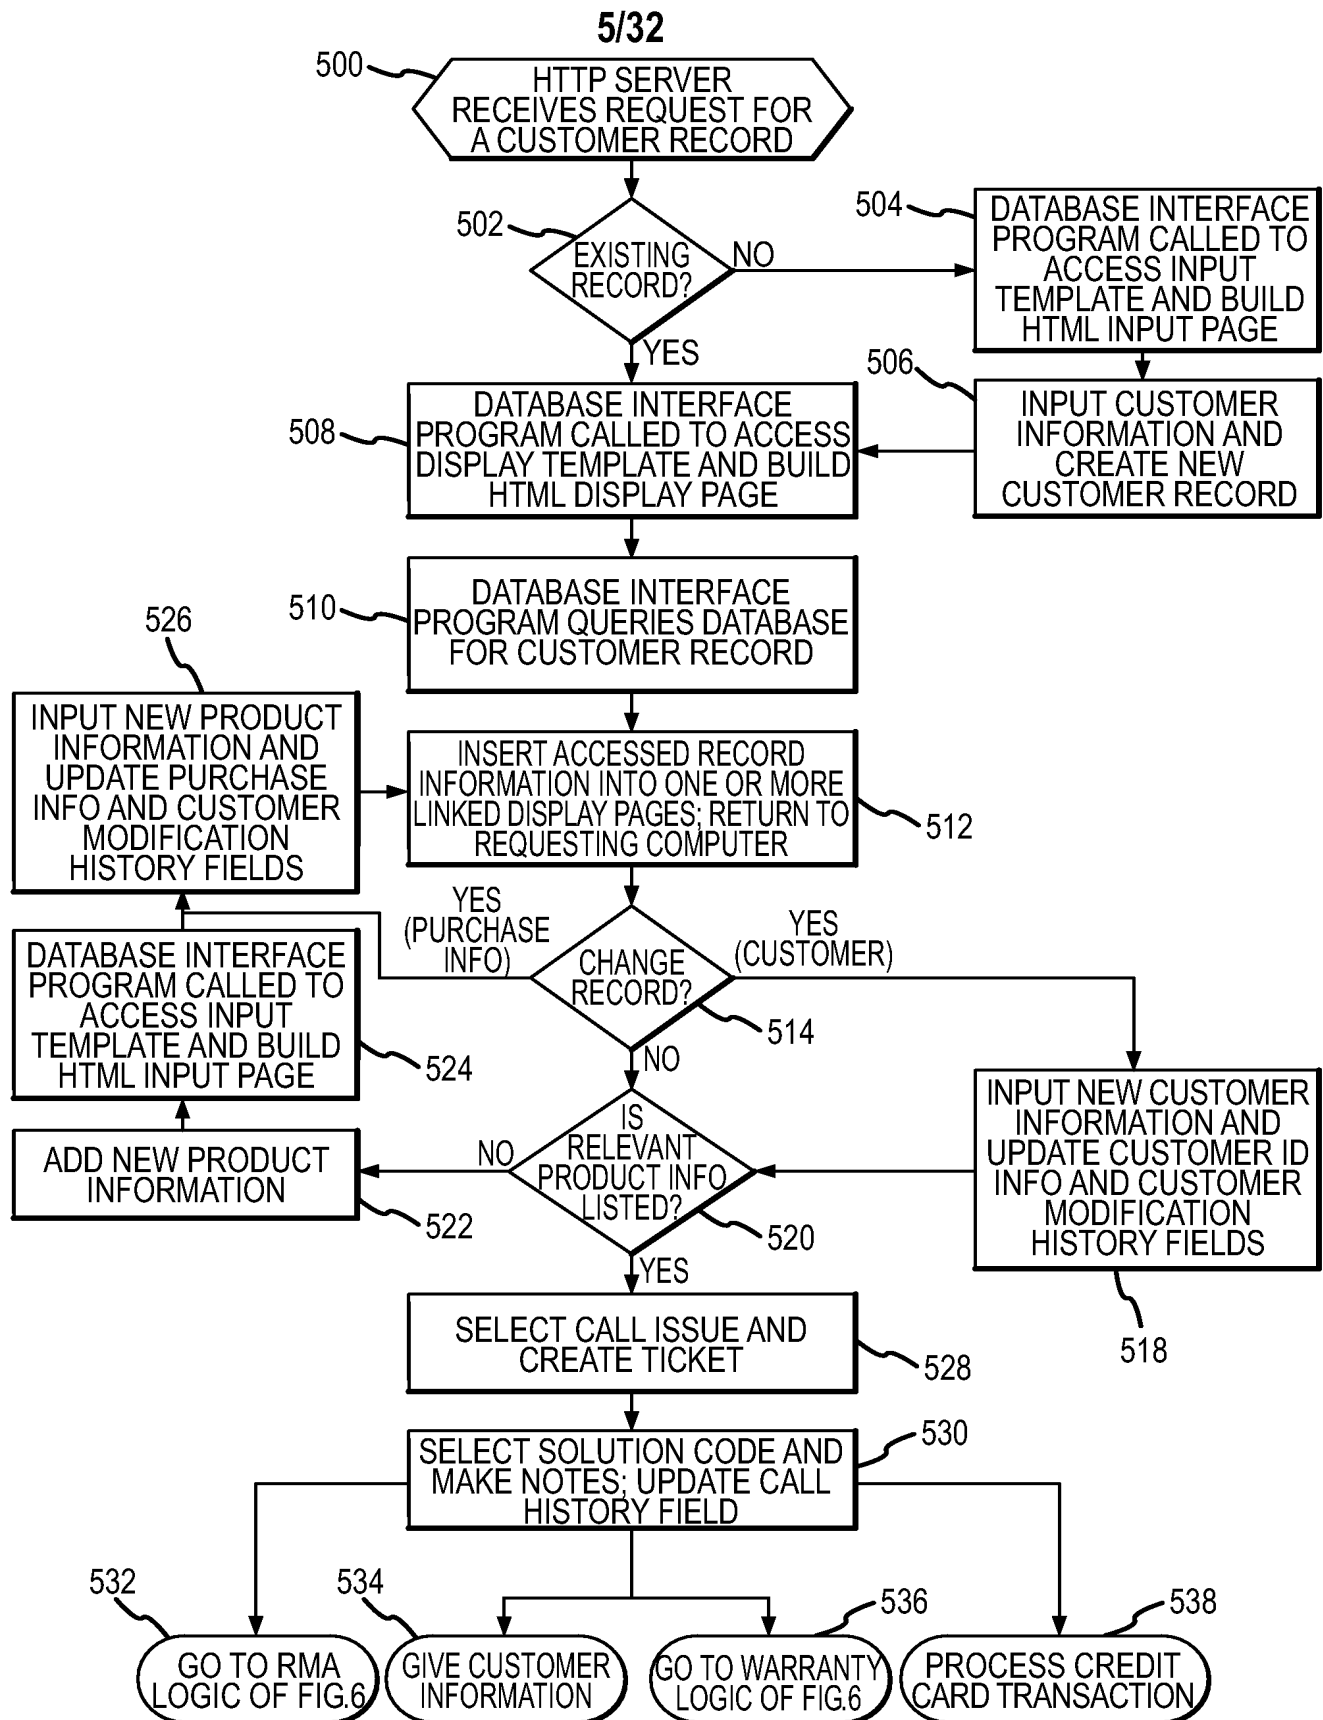 5/32
500
HTTP SERVER
RECEIVES REQUEST FOR
A CUSTOMER RECORD
502
EXISTING
RECORD?
NO
YES
504
DATABASE INTERFACE
PROGRAM CALLED TO
ACCESS INPUT
TEMPLATE AND BUILD
HTML INPUT PAGE
506
INPUT CUSTOMER
INFORMATION AND
CREATE NEW
CUSTOMER RECORD
508
DATABASE INTERFACE
PROGRAM CALLED TO ACCESS
DISPLAY TEMPLATE AND BUILD
HTML DISPLAY PAGE
510
DATABASE INTERFACE
PROGRAM QUERIES DATABASE
FOR CUSTOMER RECORD
526
INPUT NEW PRODUCT
INFORMATION AND
UPDATE PURCHASE
INFO AND CUSTOMER
MODIFICATION
HISTORY FIELDS
INSERT ACCESSED RECORD
INFORMATION INTO ONE OR MORE
LINKED DISPLAY PAGES; RETURN TO
REQUESTING COMPUTER
512
YES
(PURCHASE
INFO)
YES
(CUSTOMER)
CHANGE
RECORD?
514
NO
DATABASE INTERFACE
PROGRAM CALLED TO
ACCESS INPUT
TEMPLATE AND BUILD
HTML INPUT PAGE
524
ADD NEW PRODUCT
INFORMATION
522
NO
IS
RELEVANT
PRODUCT INFO
LISTED?
520
YES
INPUT NEW CUSTOMER
INFORMATION AND
UPDATE CUSTOMER ID
INFO AND CUSTOMER
MODIFICATION
HISTORY FIELDS
518
SELECT CALL ISSUE AND
CREATE TICKET
528
SELECT SOLUTION CODE AND
MAKE NOTES; UPDATE CALL
HISTORY FIELD
530
532
GO TO RMA
LOGIC OF FIG.6
534
GIVE CUSTOMER
INFORMATION
536
GO TO WARRANTY
LOGIC OF FIG.6
538
PROCESS CREDIT
CARD TRANSACTION